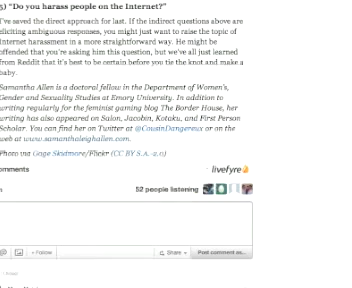 5) “Do you harass people on the Internet?”
I’ve saved the direct approach for last. If the indirect questions above are
eliciting ambiguous responses, you might just want to raise the topic of
Internet harassment in a more straightforward way. He might be
offended that you’re asking him this question, but we’ve all just learned
from Reddit that it’s best to be certain before you tie the knot and make a
baby.
Samantha Allen is a doctoral fellow in the Department of Women’s,
Gender and Sexuality Studies at Emory University. In addition to
writing regularly for the feminist gaming blog The Border House, her
writing has also appeared on Salon, Jacobin, Kotaku, and First Person
Scholar. You can find her on Twitter at @CousinDangereux or on the
web at www.samanthaleighallen.com.
Photo via Gage Skidmore/Flickr (CC BY S.A.-2.0)
omments
livefyre
52 people listening
@
+ Follow
Share
Post comment as...